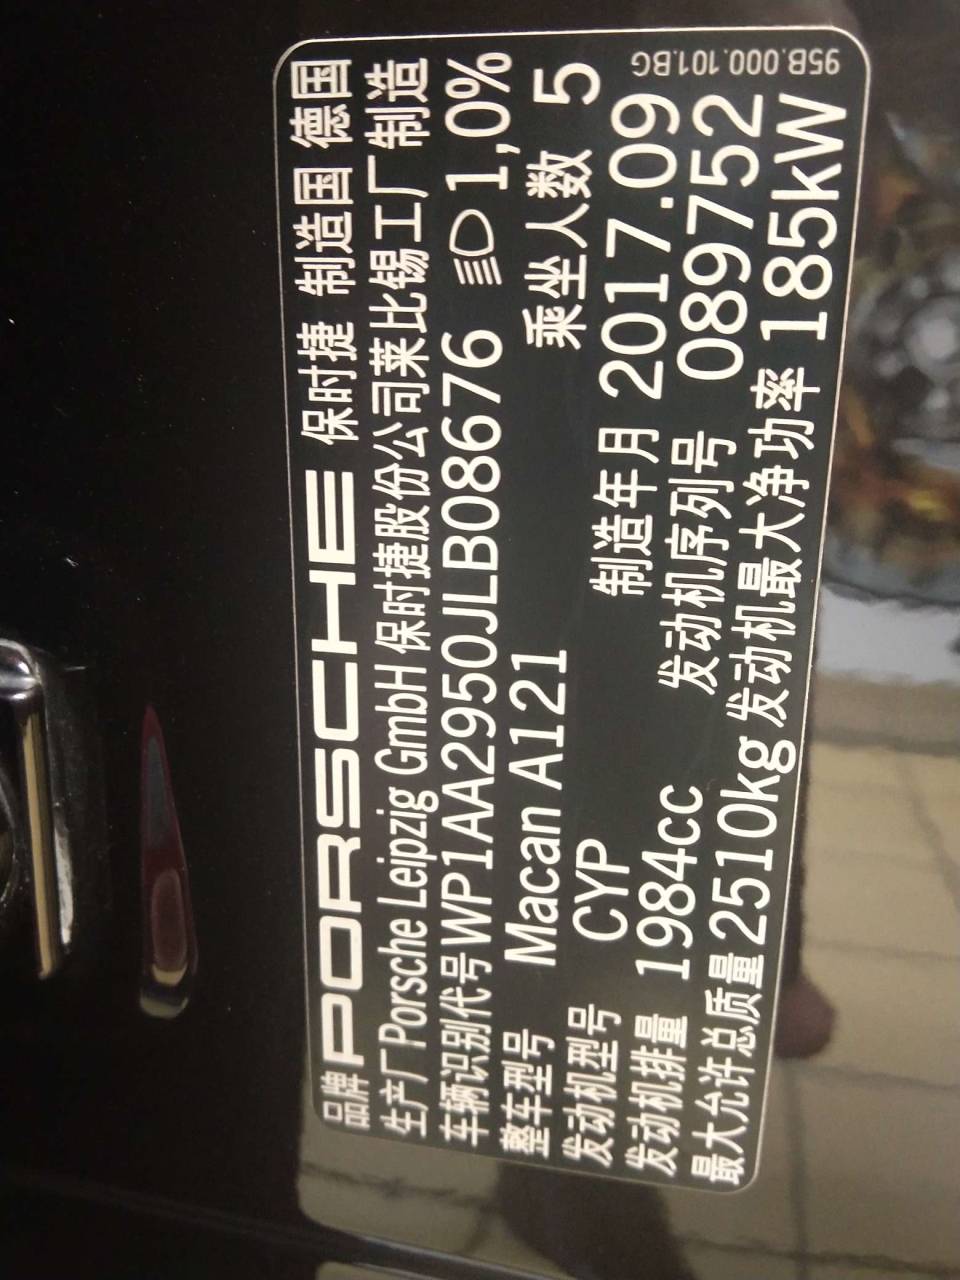 品牌 PORSCHE 保时捷 制造国 德国
生产厂 Porsche Leipzig GmbH 保时捷股份公司莱比锡工厂制造
车辆识别代号 WP1AA2950JLB08676 1,0%
整车型号 Macan A121 乘坐人数 5
发动机型号 CYP 制造年月 2017.09
发动机排量 1984cc 发动机序列号 089752
最大允许总质量 2510kg 发动机最大净功率 185kW
95B.000.101.BG